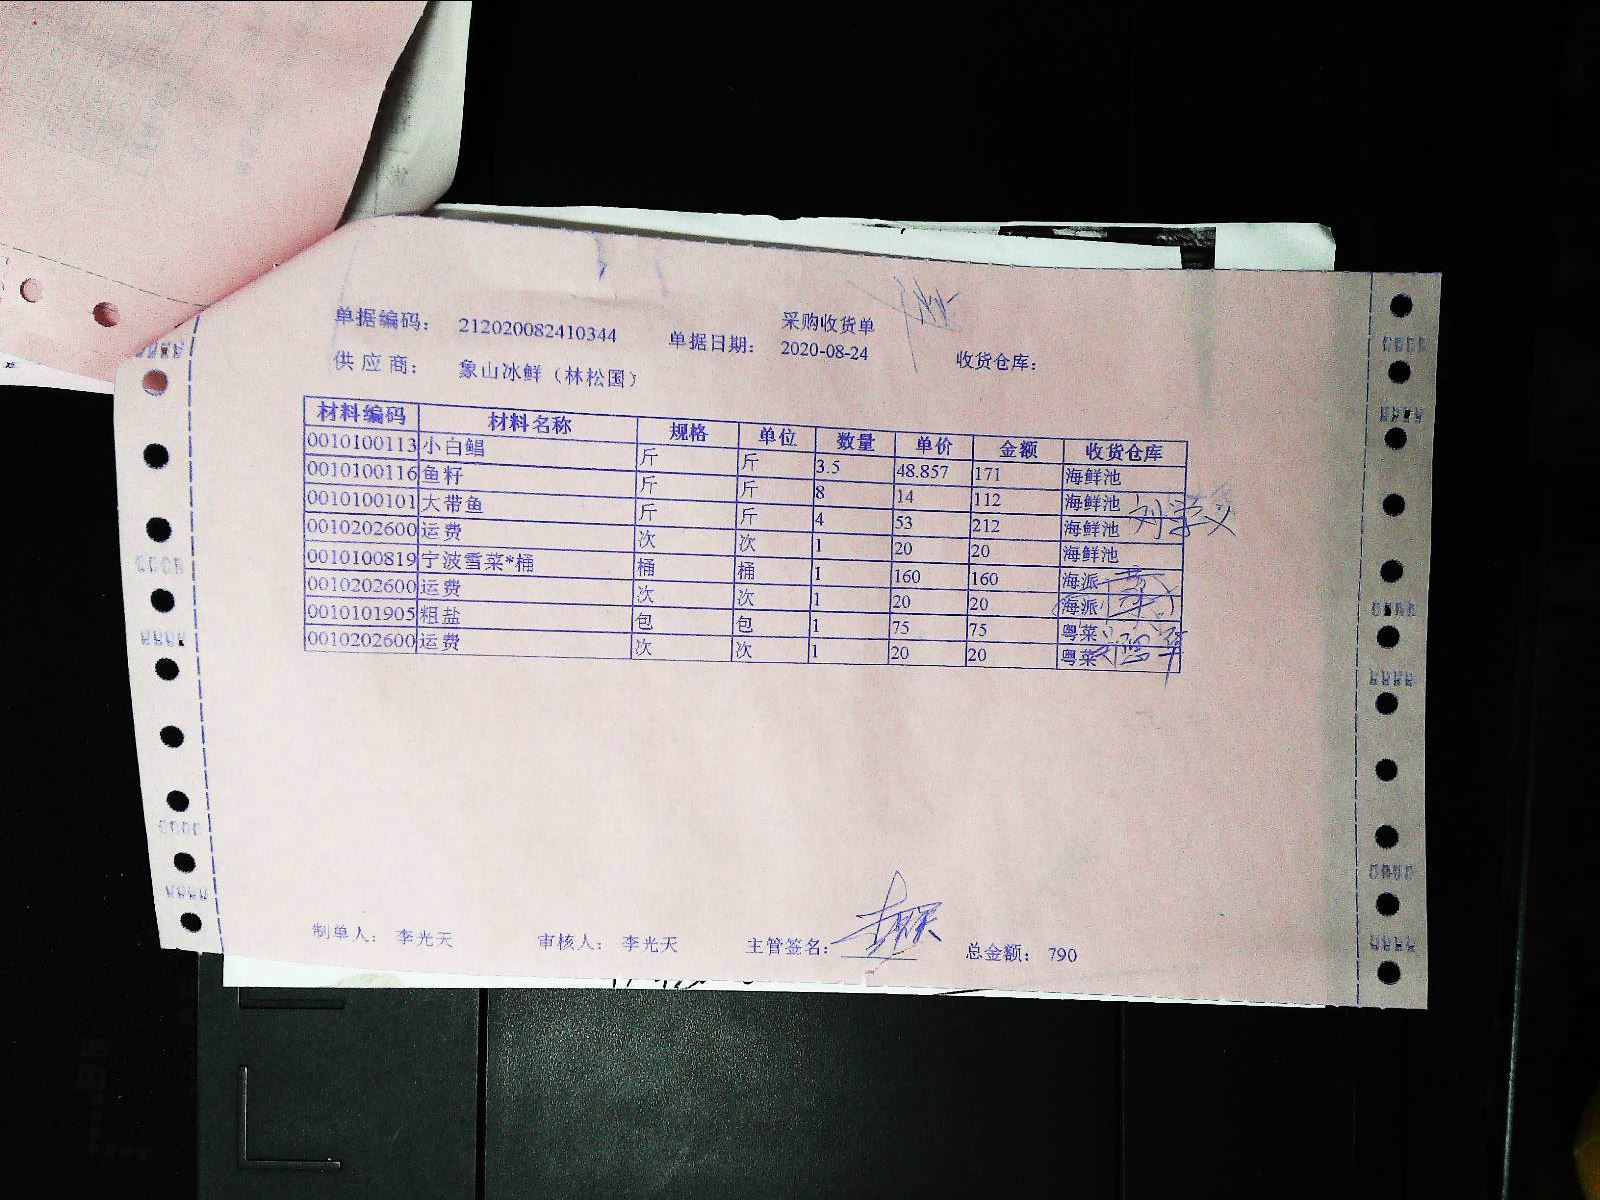 采购收货单
单据编码： 212020082410344 单据日期： 2020-08-24 收货仓库：
供应商： 象山冰鲜（林松国）
材料编码 材料名称 规格 单位 数量 单价 金额 收货仓库
0010100113 小白鲳 斤 斤 3.5 48.857 171 海鲜池
0010100116 鱼籽 斤 斤 8 14 112 海鲜池
0010100101 大带鱼 斤 斤 4 53 212 海鲜池
0010202600 运费 次 次 1 20 20 海鲜池
0010100819 宁波雪菜*桶 桶 桶 1 160 160 海派
0010202600 运费 次 次 1 20 20 海派
0010101905 粗盐 包 包 1 75 75 粤菜
0010202600 运费 次 次 1 20 20 粤菜
制单人： 李光天 审核人： 李光天 主管签名： 总金额： 790